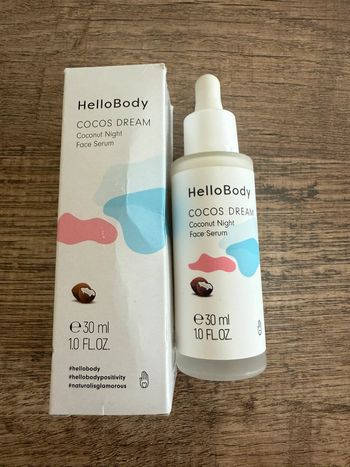 HelloBody
COCOS DREAM
Coconut Night
Face Serum
℮30 ml
1.0 FL.OZ.
#hellobody
#hellobodypositivity
#naturalisglamorous
HelloBody
COCOS DREAM
Coconut Night
Face Serum
℮30 ml
1.0 FL.OZ.